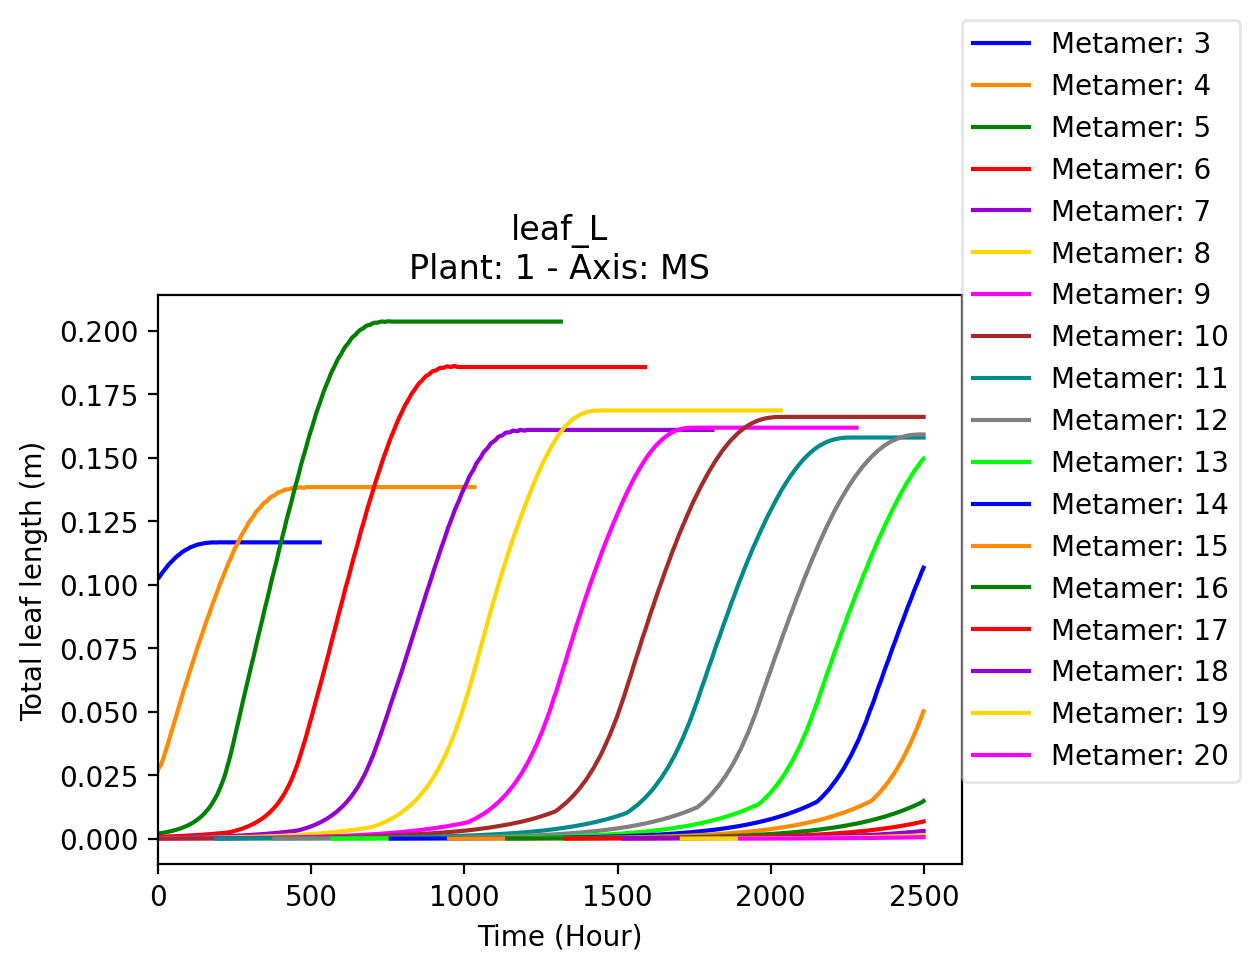 leaf_L
Plant: 1 - Axis: MS
Total leaf length (m)
0.200
0.175
0.150
0.125
0.100
0.075
0.050
0.025
0.000
0
500
1000
1500
2000
2500
Time (Hour)
Metamer: 3
Metamer: 4
Metamer: 5
Metamer: 6
Metamer: 7
Metamer: 8
Metamer: 9
Metamer: 10
Metamer: 11
Metamer: 12
Metamer: 13
Metamer: 14
Metamer: 15
Metamer: 16
Metamer: 17
Metamer: 18
Metamer: 19
Metamer: 20